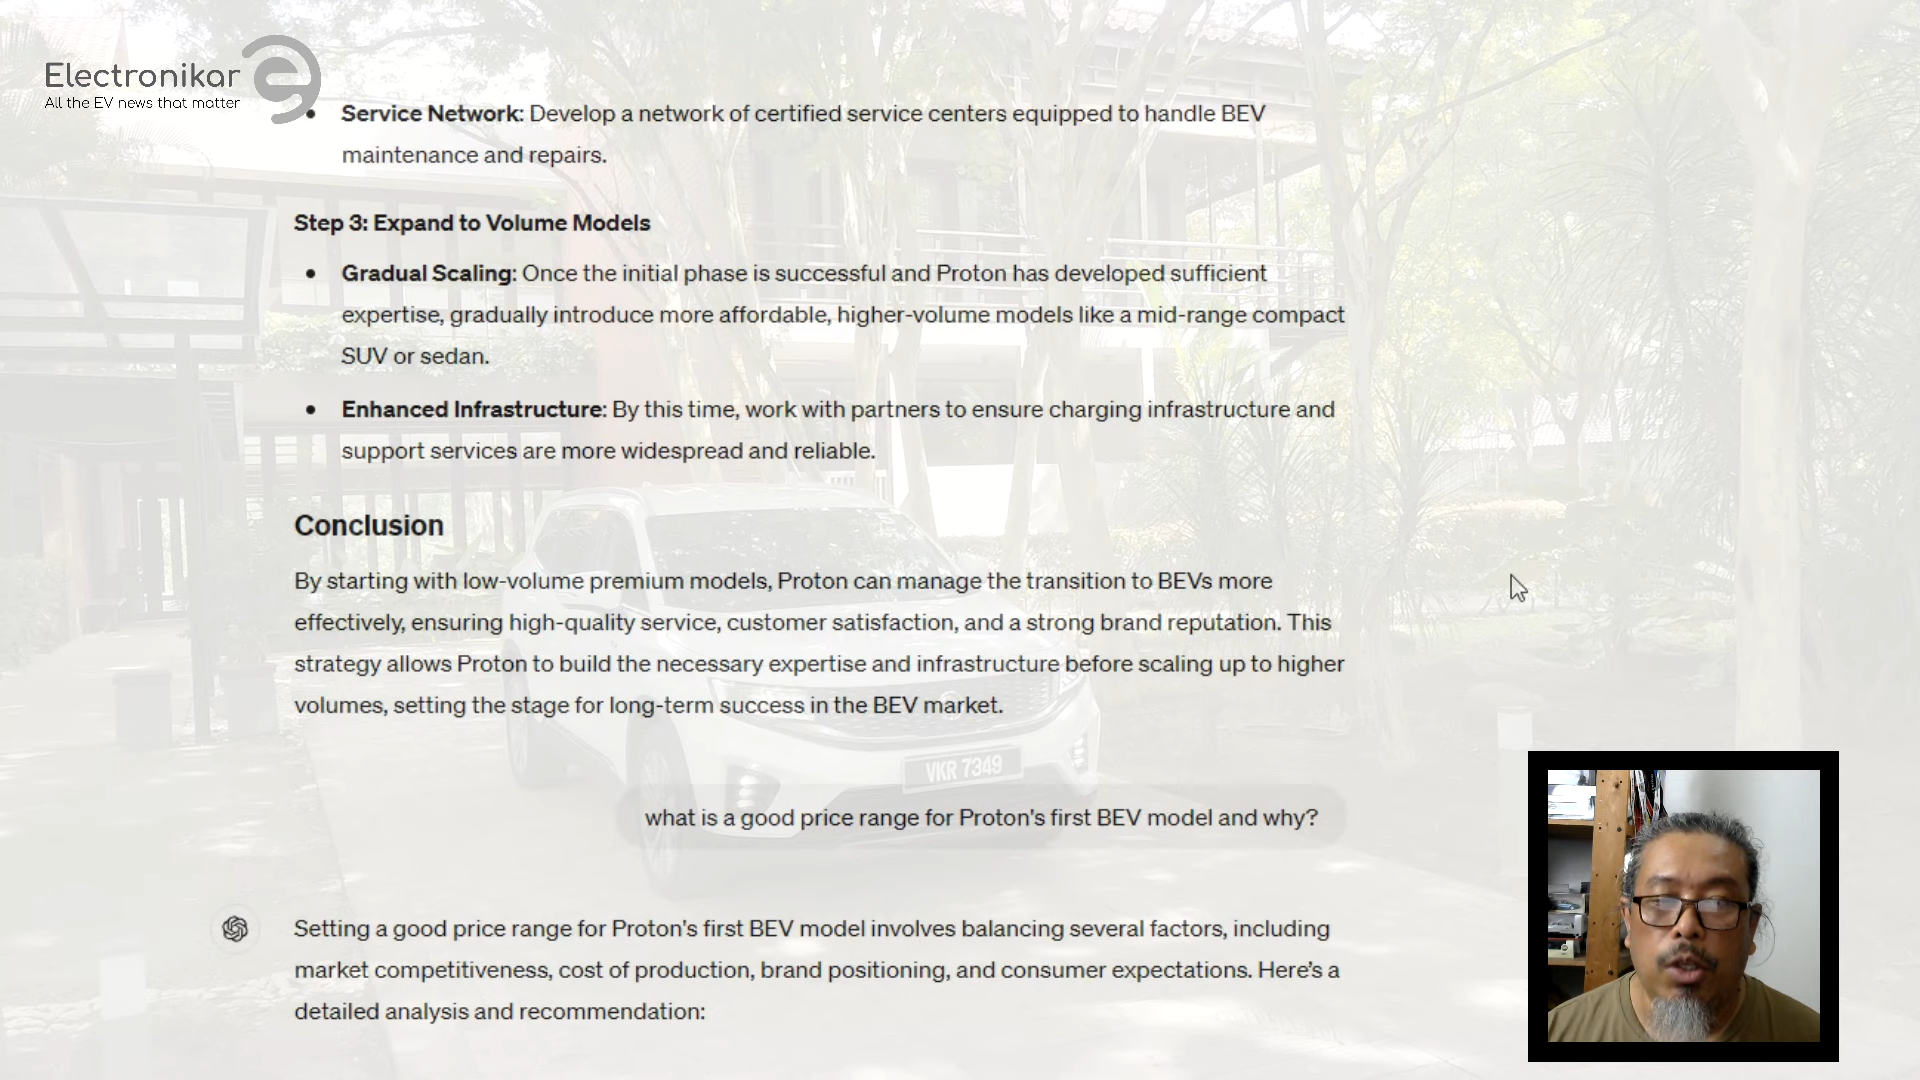 Electronikar
All the EV news that matter
• Service Network: Develop a network of certified service centers equipped to handle BEV
maintenance and repairs.
Step 3: Expand to Volume Models
• Gradual Scaling: Once the initial phase is successful and Proton has developed sufficient
expertise, gradually introduce more affordable, higher-volume models like a mid-range compact
SUV or sedan.
• Enhanced Infrastructure: By this time, work with partners to ensure charging infrastructure and
support services are more widespread and reliable.
Conclusion
By starting with low-volume premium models, Proton can manage the transition to BEVs more
effectively, ensuring high-quality service, customer satisfaction, and a strong brand reputation. This
strategy allows Proton to build the necessary expertise and infrastructure before scaling up to higher
volumes, setting the stage for long-term success in the BEV market.
VKR 7349
what is a good price range for Proton's first BEV model and why?
Setting a good price range for Proton's first BEV model involves balancing several factors, including
market competitiveness, cost of production, brand positioning, and consumer expectations. Here's a
detailed analysis and recommendation: